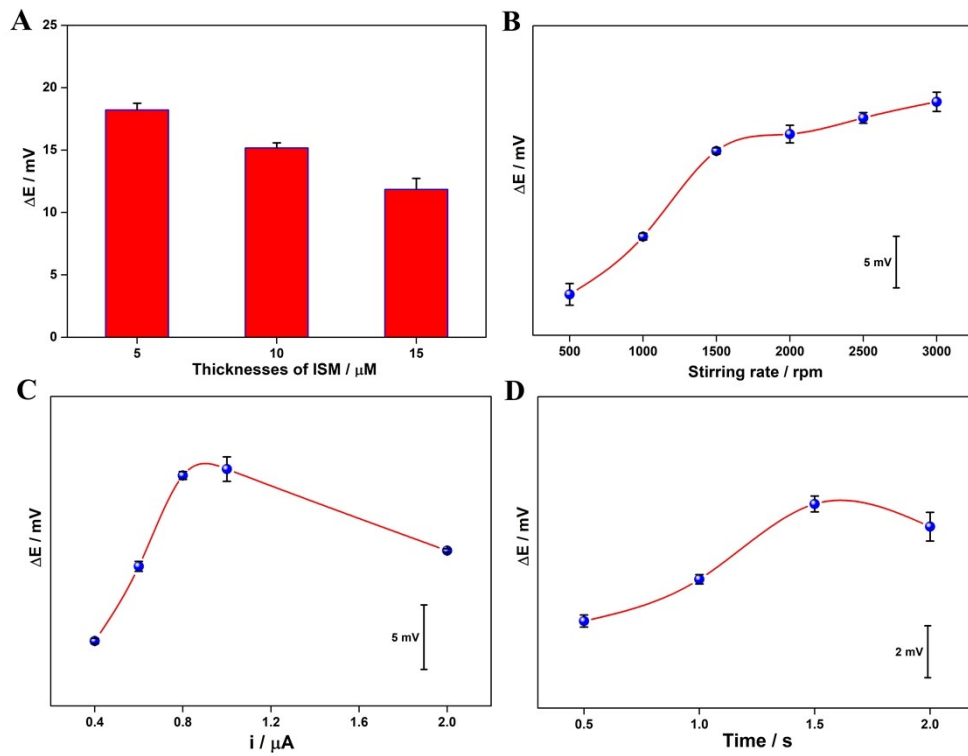 A
ΔE / mV
25
20
15
10
5
0
5 10 15
Thicknesses of ISM / μM
B
ΔE / mV
5 mV
500 1000 1500 2000 2500 3000
Stirring rate / rpm
C
ΔE / mV
5 mV
0.4 0.8 1.2 1.6 2.0
i / μA
D
ΔE / mV
2 mV
0.5 1.0 1.5 2.0
Time / s